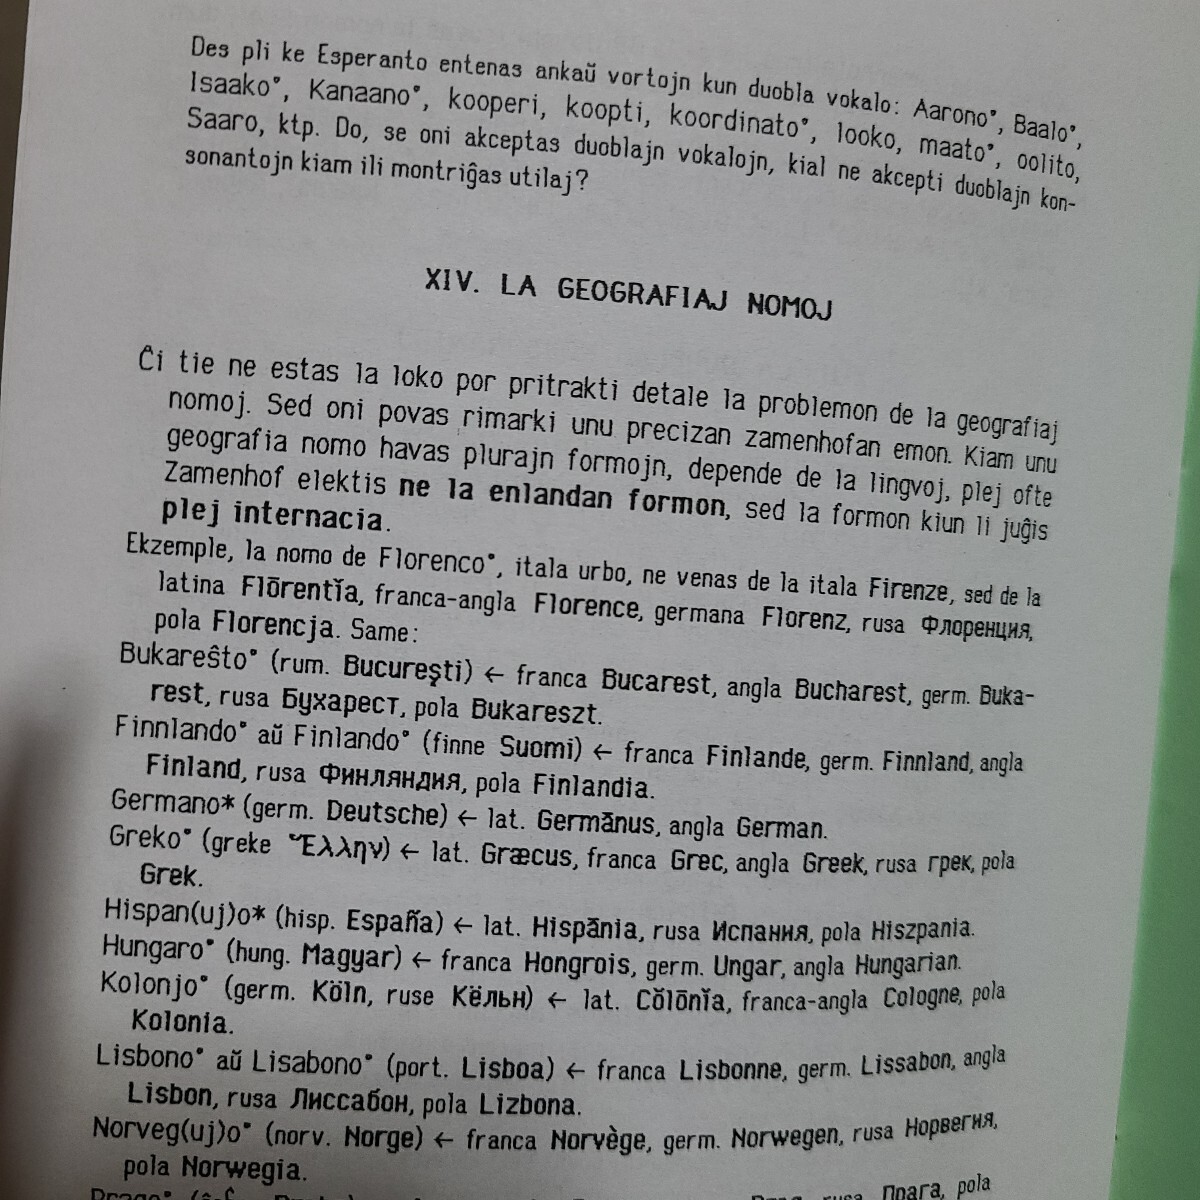 Des pli ke Esperanto entenas ankaŭ vortojn kun duobla vokalo: Aarono°, Baalo°,
Isaako°, Kanaano°, kooperi, koopti, koordinato°, looko, maato°, oolito,
Saaro, ktp. Do, se oni akceptas duoblajn vokalojn, kial ne akcepti duoblajn kon-
sonantojn kiam ili montriĝas utilaj?
XIV. LA GEOGRAFIAJ NOMOJ
Ĉi tie ne estas la loko por pritrakti detale la problemon de la geografiaj
nomoj. Sed oni povas rimarki unu precizan zamenhofan emon. Kiam unu
geografia nomo havas plurajn formojn, depende de la lingvoj, plej ofte
Zamenhof elektis ne la enlandan formon, sed la formon kiun li juĝis
plej internacia.
Ekzemple, la nomo de Florenco°, itala urbo, ne venas de la itala Firenze, sed de la
latina Flōrentĭa, franca-angla Florence, germana Florenz, rusa Флоренция,
pola Florencja. Same:
Bukareŝto° (rum. Bucureşti) ← franca Bucarest, angla Bucharest, germ. Buka-
rest, rusa Бухарест, pola Bukareszt.
Finnlando° aŭ Finlando° (finne Suomi) ← franca Finlande, germ. Finnland, angla
Finland, rusa Финляндия, pola Finlandia.
Germano* (germ. Deutsche) ← lat. Germānus, angla German.
Greko° (greke Ἕλλην) ← lat. Græcus, franca Grec, angla Greek, rusa грек, pola
Grek.
Hispan(uj)o* (hisp. España) ← lat. Hispānia, rusa Испания, pola Hiszpania.
Hungaro° (hung. Magyar) ← franca Hongrois, germ. Ungar, angla Hungarian.
Kolonjo° (germ. Köln, ruse Кёльн) ← lat. Cŏlōnĭa, franca-angla Cologne, pola
Kolonia.
Lisbono° aŭ Lisabono° (port. Lisboa) ← franca Lisbonne, germ. Lissabon, angla
Lisbon, rusa Лиссабон, pola Lizbona.
Norveg(uj)o° (norv. Norge) ← franca Norvège, germ. Norwegen, rusa Норвегия,
pola Norwegia.
rusa Прага, pola